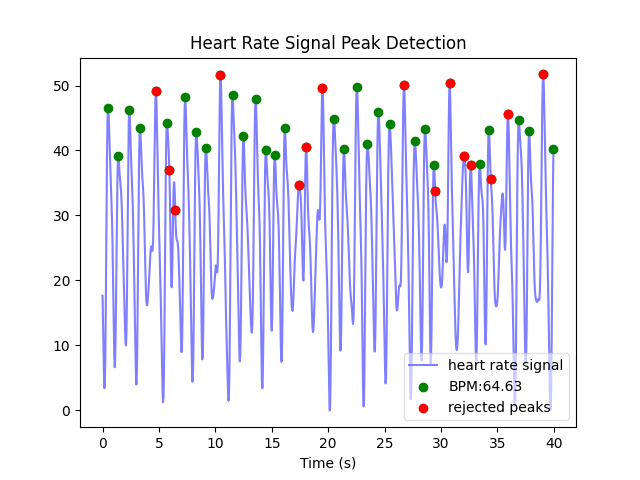 Heart Rate Signal Peak Detection
50
40
30
20
10
0
heart rate signal
BPM:64.63
rejected peaks
0 5 10 15 20 25 30 35 40
Time (s)